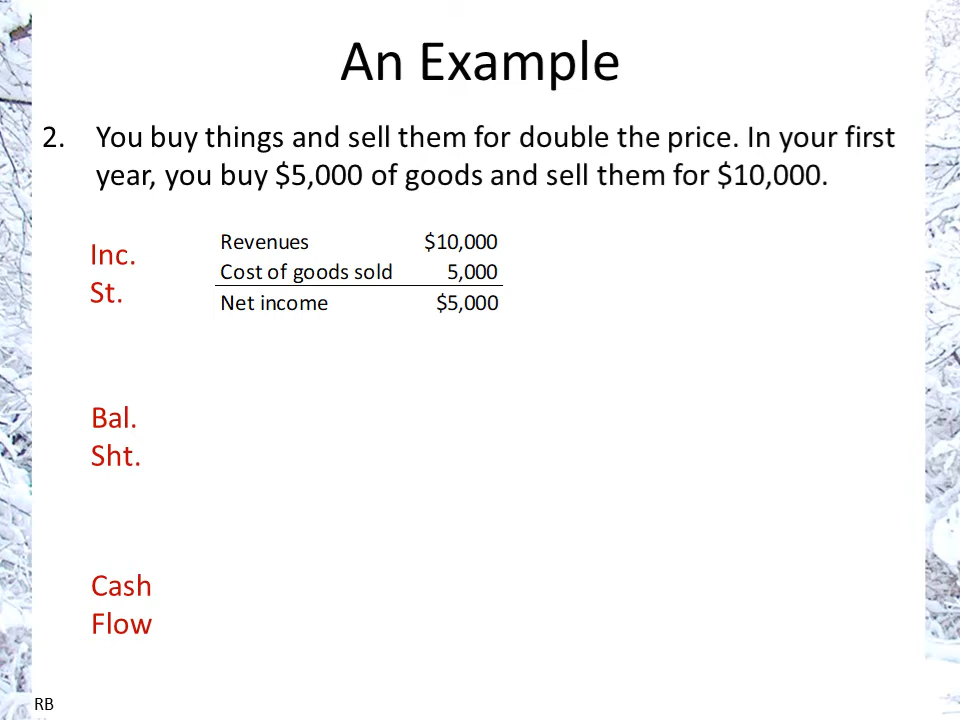 An Example
2. You buy things and sell them for double the price. In your first
year, you buy $5,000 of goods and sell them for $10,000.
Inc.
St.
Revenues $10,000
Cost of goods sold 5,000
Net income $5,000
Bal.
Sht.
Cash
Flow
RB